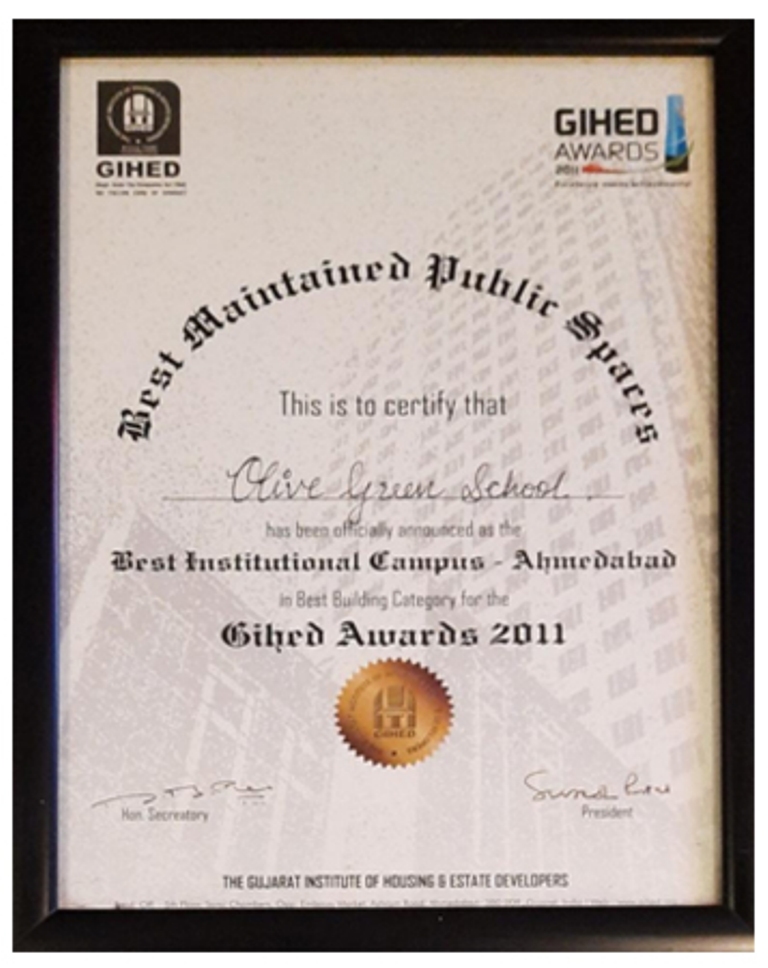 GIHED
GIHED
AWARDS
2011
Best Maintained Public Spaces
This is to certify that
Olive Green School.
has been officially announced as the
Best Institutional Campus - Ahmedabad
in Best Building Category for the
Gihed Awards 2011
GIHED
Hon. Secreatory
President
THE GUJARAT INSTITUTE OF HOUSING & ESTATE DEVELOPERS